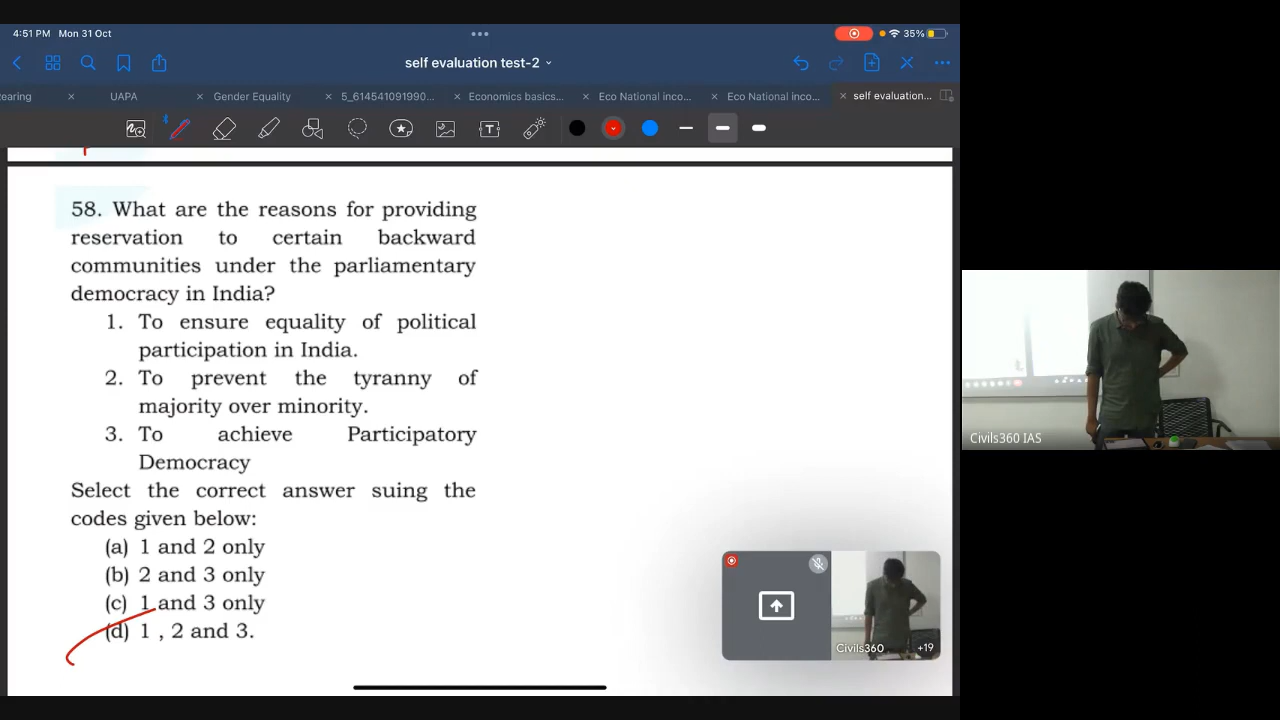 4:51 PM Mon 31 Oct
35%
self evaluation test-2
earing
UAPA
Gender Equality
5_614541091990...
Economics basics...
Eco National inco...
Eco National inco...
self evaluation...
58. What are the reasons for providing
reservation to certain backward
communities under the parliamentary
democracy in India?
1. To ensure equality of political
participation in India.
2. To prevent the tyranny of
majority over minority.
3. To achieve Participatory
Democracy
Select the correct answer suing the
codes given below:
(a) 1 and 2 only
(b) 2 and 3 only
(c) 1 and 3 only
(d) 1 , 2 and 3.
Civils360
+19
Civils360 IAS